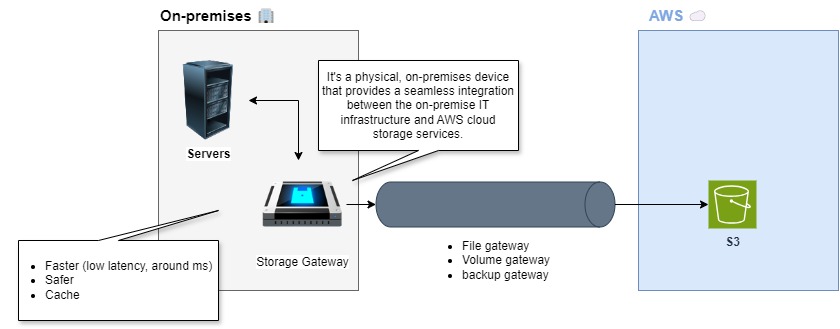 On-premises
AWS
It's a physical, on-premises device
that provides a seamless integration
between the on-premise IT
infrastructure and AWS cloud
storage services.
Servers
Storage Gateway
Faster (low latency, around ms)
Safer
Cache
File gateway
Volume gateway
backup gateway
S3